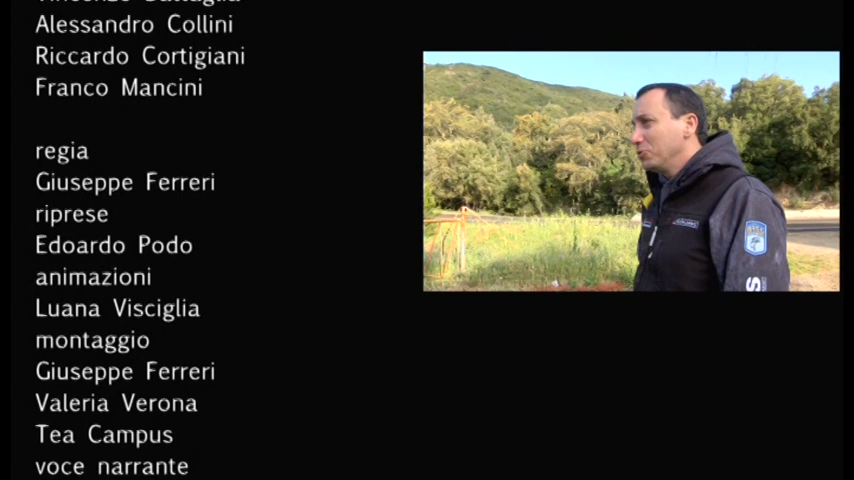 Alessandro Collini
Riccardo Cortigiani
Franco Mancini
regia
Giuseppe Ferreri
riprese
Edoardo Podo
animazioni
Luana Visciglia
montaggio
Giuseppe Ferreri
Valeria Verona
Tea Campus
voce narrante